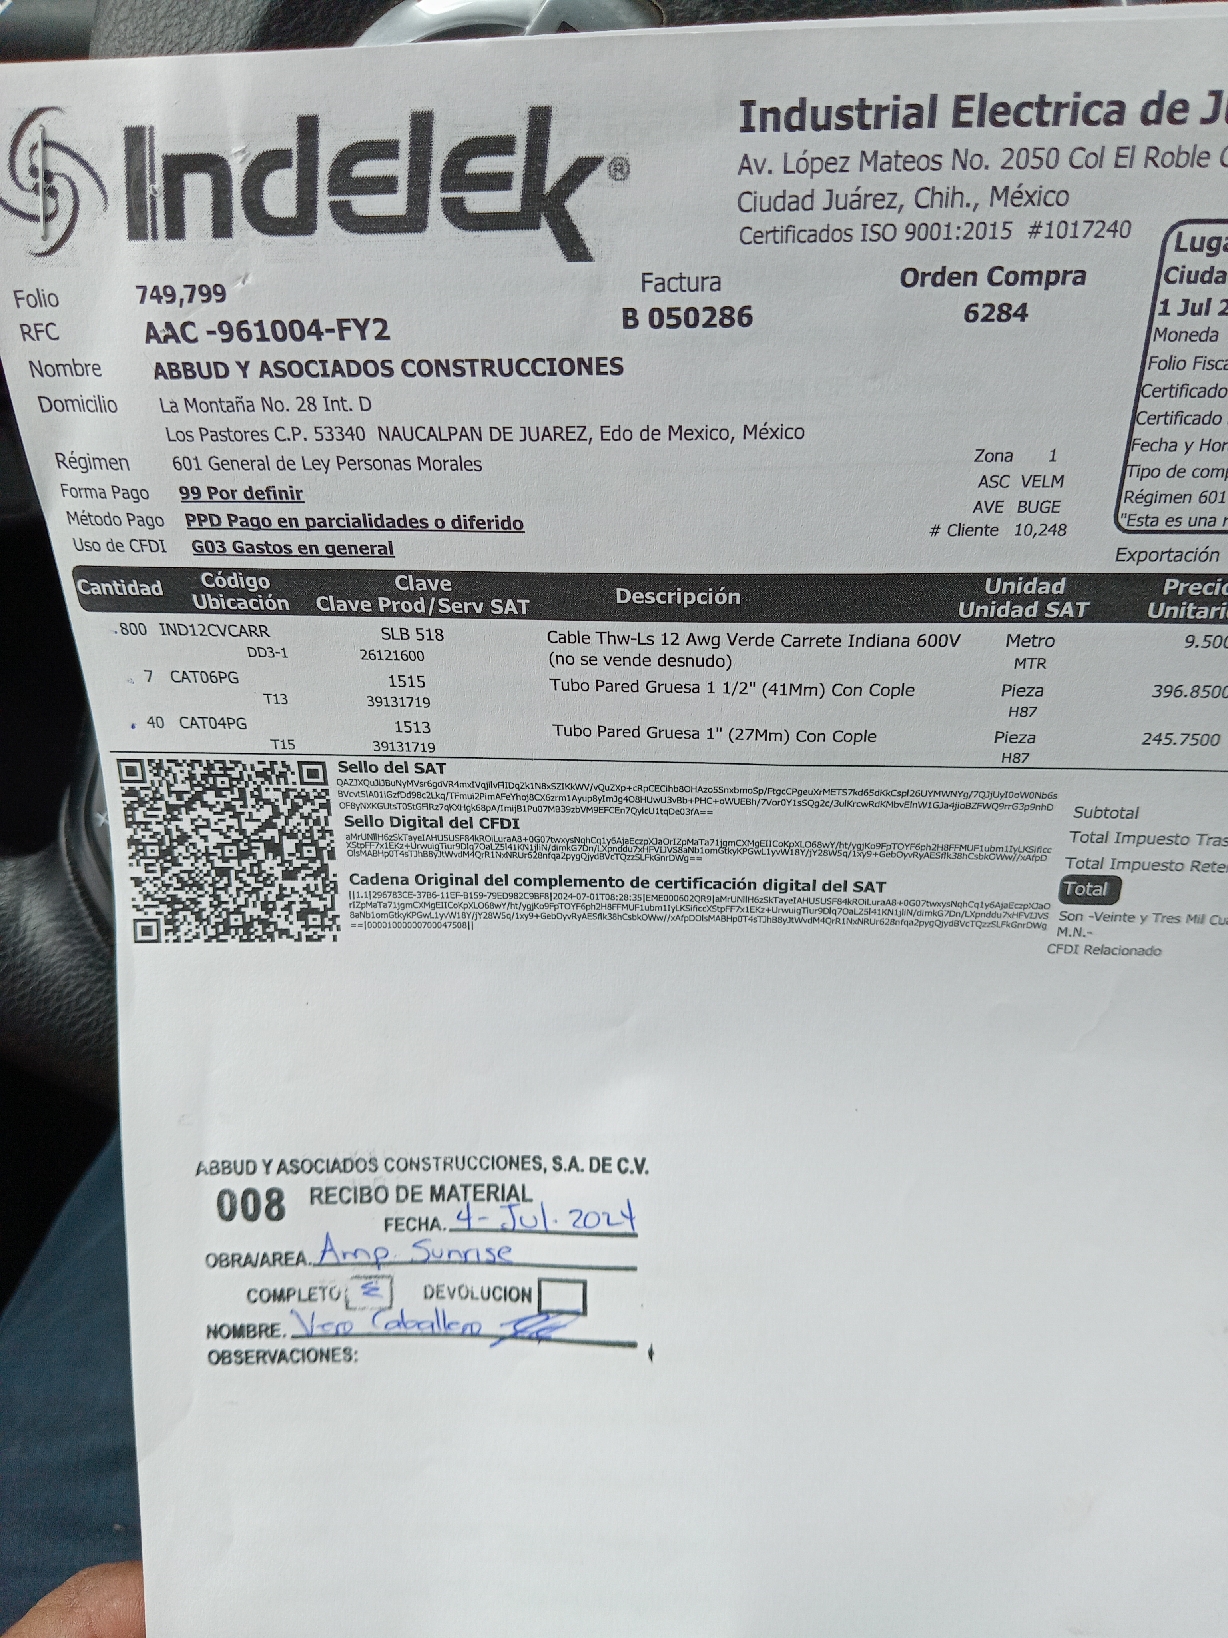 Indelek®
Industrial Electrica de
Av. López Mateos No. 2050 Col El Roble
Ciudad Juárez, Chih., México
Certificados ISO 9001:2015 #1017240
Folio 749,799
Factura
B 050286
Orden Compra
6284
RFC AAC -961004-FY2
Nombre ABBUD Y ASOCIADOS CONSTRUCCIONES
Domicilio La Montaña No. 28 Int. D
Los Pastores C.P. 53340 NAUCALPAN DE JUAREZ, Edo de Mexico, México
Régimen 601 General de Ley Personas Morales
Forma Pago 99 Por definir
Método Pago PPD Pago en parcialidades o diferido
Uso de CFDI G03 Gastos en general
Zona 1
ASC VELM
AVE BUGE
# Cliente 10,248
Luga
Ciuda
1 Jul 2
Moneda
Folio Fisca
Certificado
Certificado
Fecha y Hor
Tipo de comp
Régimen 601
"Esta es una r
Exportación
Cantidad Código Ubicación Clave Clave Prod/Serv SAT Descripción Unidad Unidad SAT Precio Unitari
800 IND12CVCARR SLB 518 Cable Thw-Ls 12 Awg Verde Carrete Indiana 600V Metro 9.500
DD3-1 26121600 (no se vende desnudo) MTR
7 CAT06PG 1515 Tubo Pared Gruesa 1 1/2" (41Mm) Con Cople Pieza 396.8500
T13 39131719 H87
40 CAT04PG 1513 Tubo Pared Gruesa 1" (27Mm) Con Cople Pieza 245.7500
T15 39131719 H87
Sello del SAT
Sello Digital del CFDI
Cadena Original del complemento de certificación digital del SAT
Subtotal
Total Impuesto Tras
Total Impuesto Rete
Total
Son -Veinte y Tres Mil Cu
M.N.-
CFDI Relacionado
ABBUD Y ASOCIADOS CONSTRUCCIONES, S.A. DE C.V.
008 RECIBO DE MATERIAL
FECHA. 4-Jul. 2024
OBRA/AREA. Amp. Sunrise
COMPLETO DEVOLUCION
NOMBRE. Vero Caballero
OBSERVACIONES: